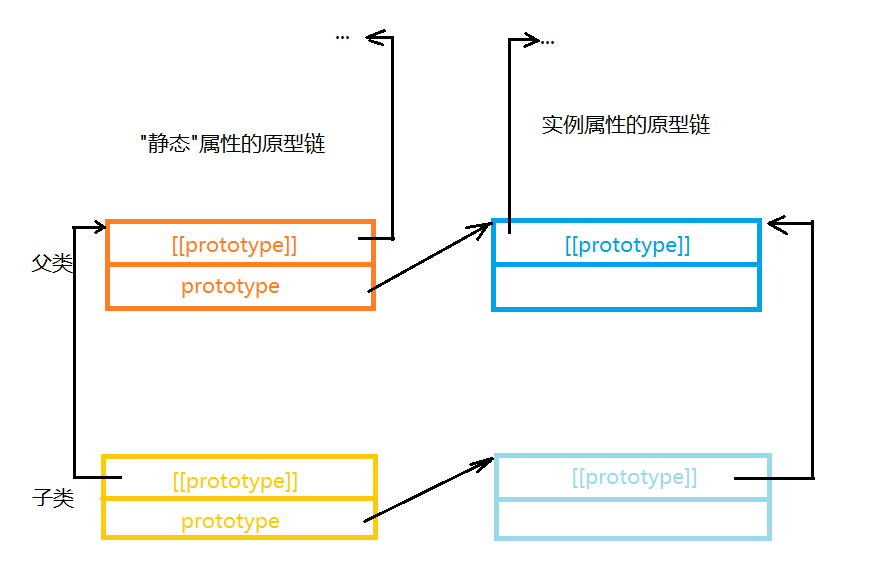 ... ...
"静态"属性的原型链
实例属性的原型链
父类
[[prototype]]
prototype
[[prototype]]
子类
[[prototype]]
prototype
[[prototype]]